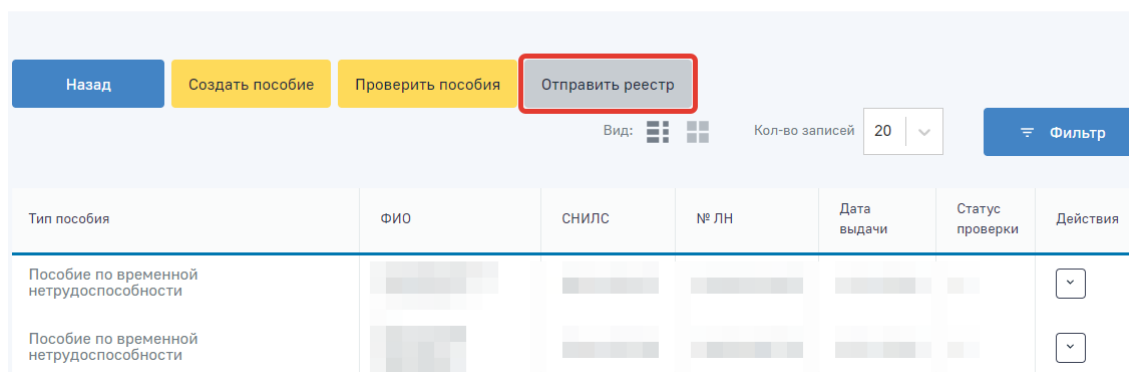 Назад Создать пособие Проверить пособия Отправить реестр
Вид: Кол-во записей 20 Фильтр
Тип пособия ФИО СНИЛС № ЛН Дата выдачи Статус проверки Действия
Пособие по временной
нетрудоспособности
Пособие по временной
нетрудоспособности